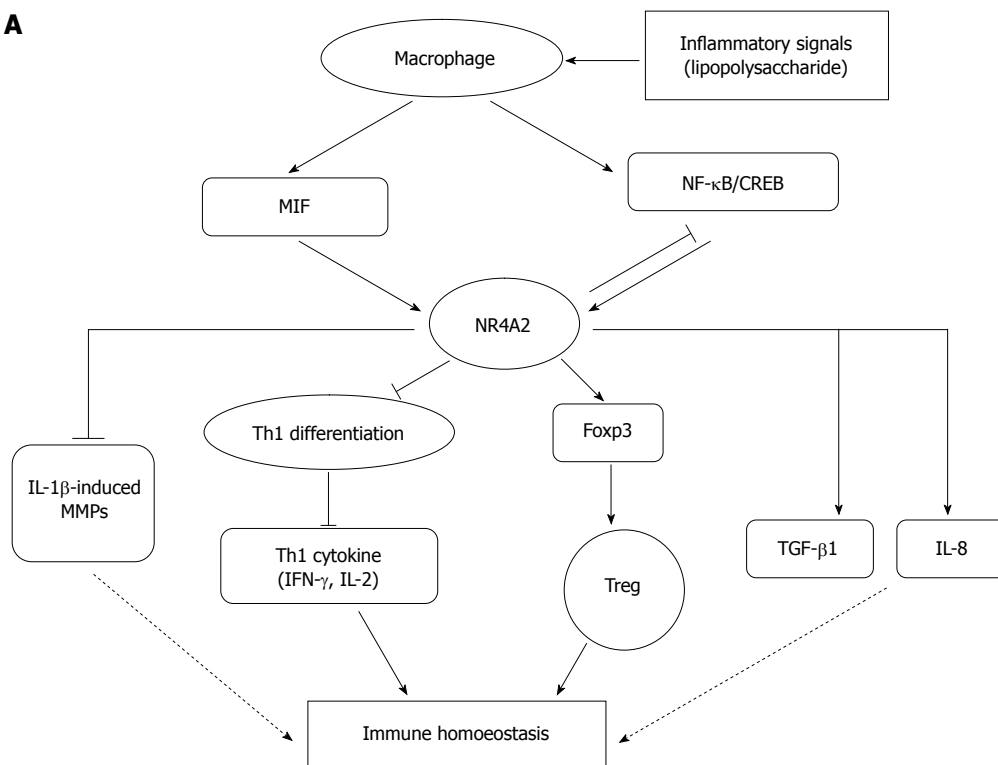 A
Macrophage
Inflammatory signals
(lipopolysaccharide)
MIF
NF-κB/CREB
NR4A2
Th1 differentiation
Foxp3
IL-1β-induced
MMPs
Th1 cytokine
(IFN-γ, IL-2)
Treg
TGF-β1
IL-8
Immune homoeostasis